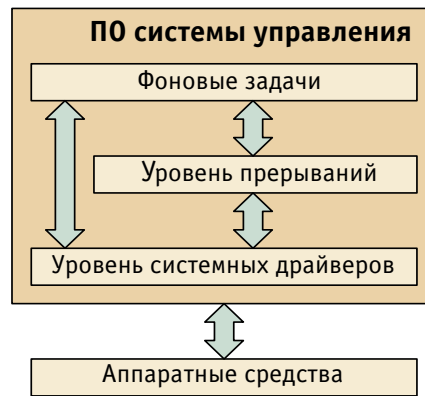 ПО системы управления
Фоновые задачи
Уровень прерываний
Уровень системных драйверов
Аппаратные средства